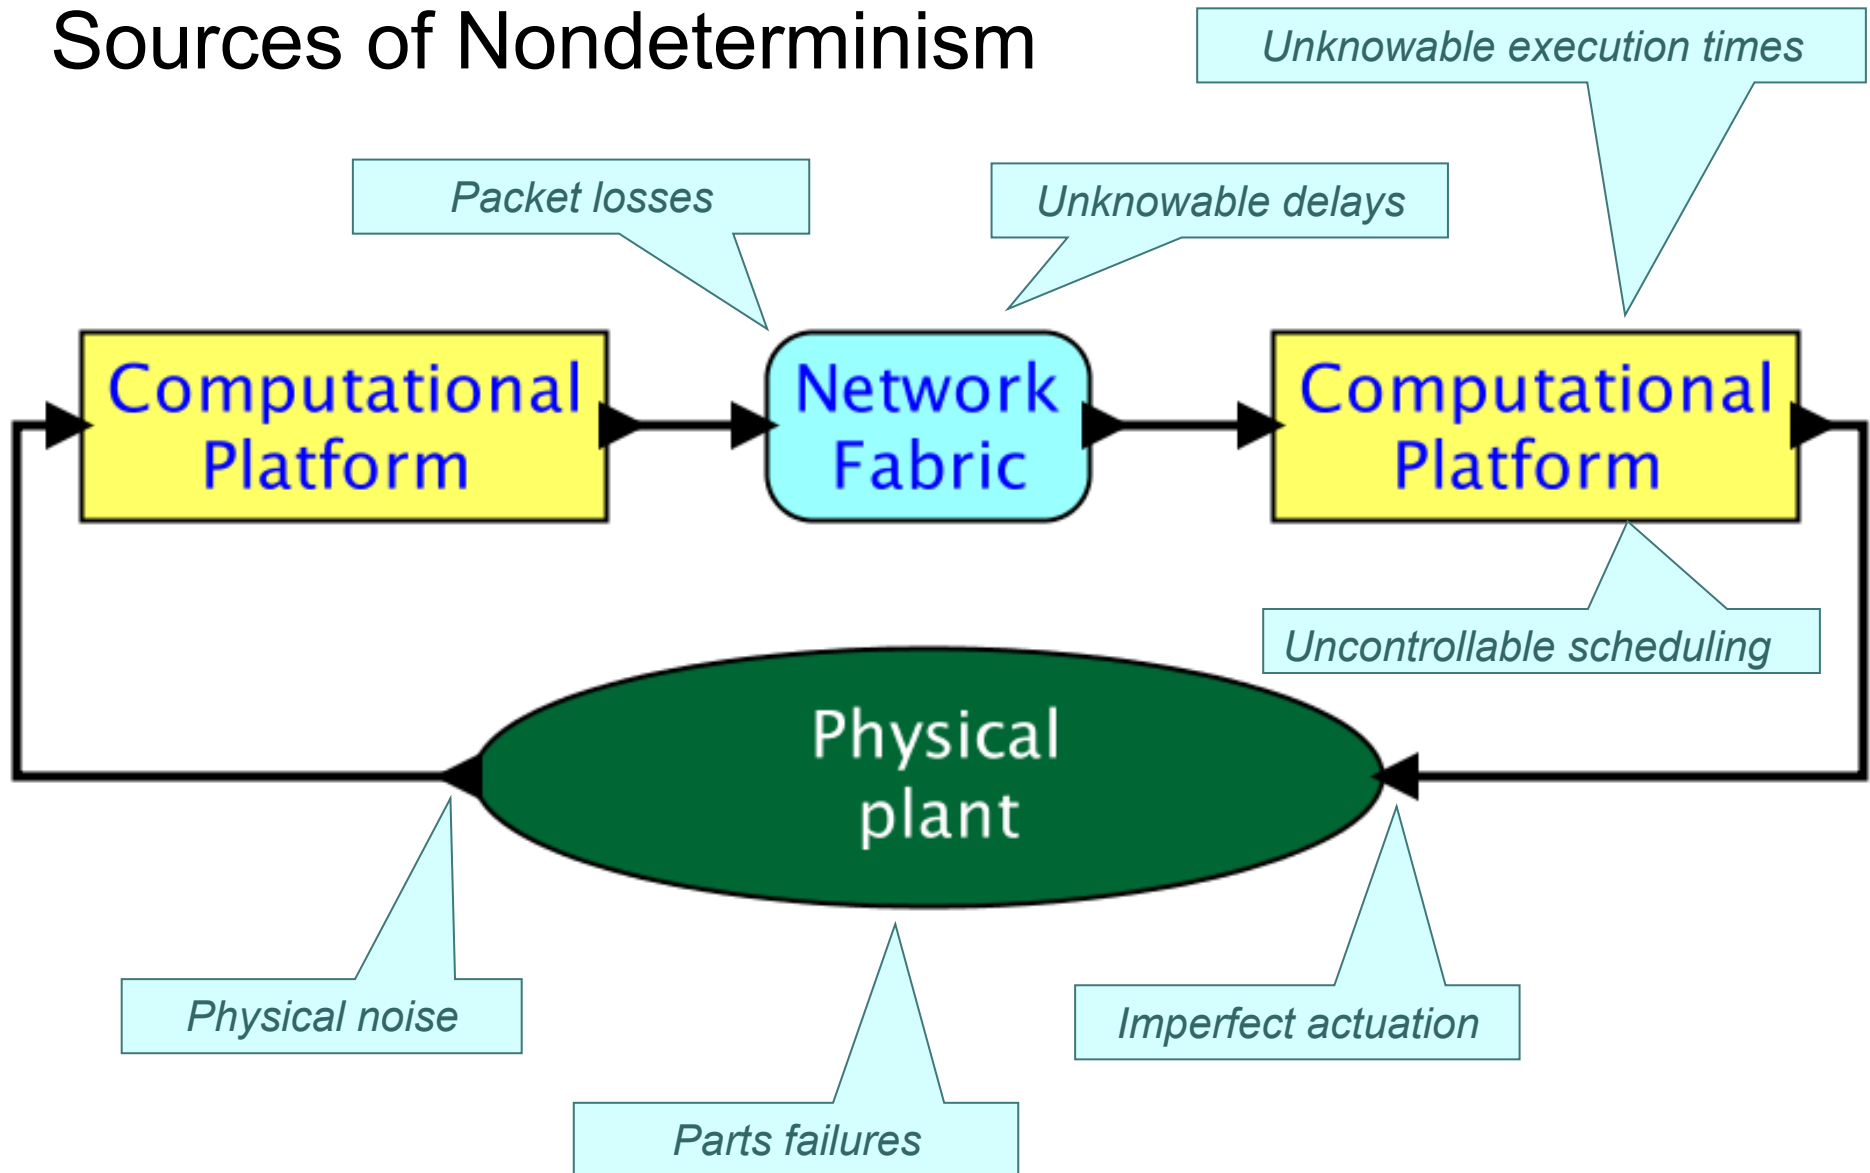 Sources of Nondeterminism
Unknowable execution times
Packet losses
Unknowable delays
Computational
Platform
Network
Fabric
Computational
Platform
Uncontrollable scheduling
Physical
plant
Physical noise
Imperfect actuation
Parts failures